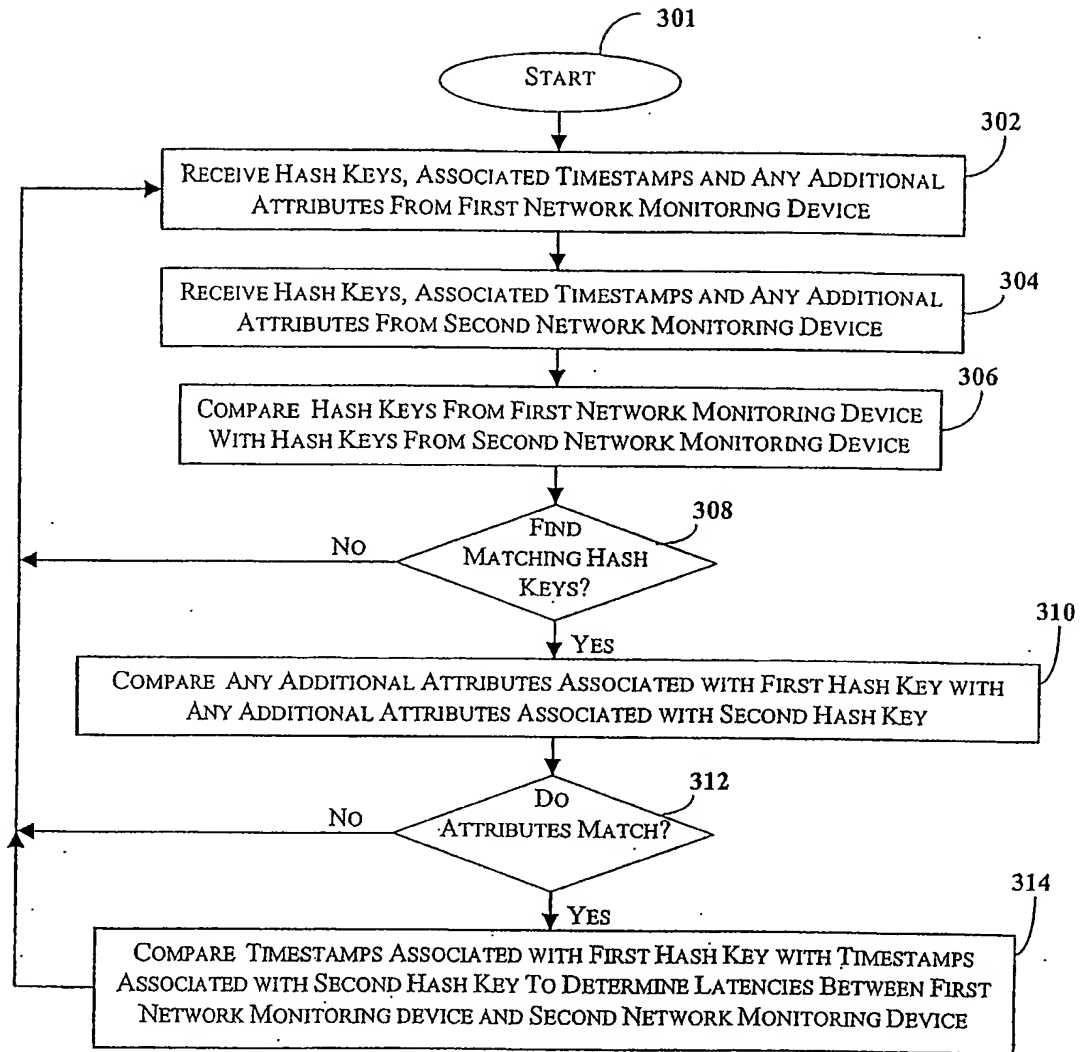 301
START
302
RECEIVE HASH KEYS, ASSOCIATED TIMESTAMPS AND ANY ADDITIONAL
ATTRIBUTES FROM FIRST NETWORK MONITORING DEVICE
304
RECEIVE HASH KEYS, ASSOCIATED TIMESTAMPS AND ANY ADDITIONAL
ATTRIBUTES FROM SECOND NETWORK MONITORING DEVICE
306
COMPARE HASH KEYS FROM FIRST NETWORK MONITORING DEVICE
WITH HASH KEYS FROM SECOND NETWORK MONITORING DEVICE
308
FIND
MATCHING HASH
KEYS?
NO
YES
310
COMPARE ANY ADDITIONAL ATTRIBUTES ASSOCIATED WITH FIRST HASH KEY WITH
ANY ADDITIONAL ATTRIBUTES ASSOCIATED WITH SECOND HASH KEY
312
DO
ATTRIBUTES MATCH?
NO
YES
314
COMPARE TIMESTAMPS ASSOCIATED WITH FIRST HASH KEY WITH TIMESTAMPS
ASSOCIATED WITH SECOND HASH KEY TO DETERMINE LATENCIES BETWEEN FIRST
NETWORK MONITORING DEVICE AND SECOND NETWORK MONITORING DEVICE